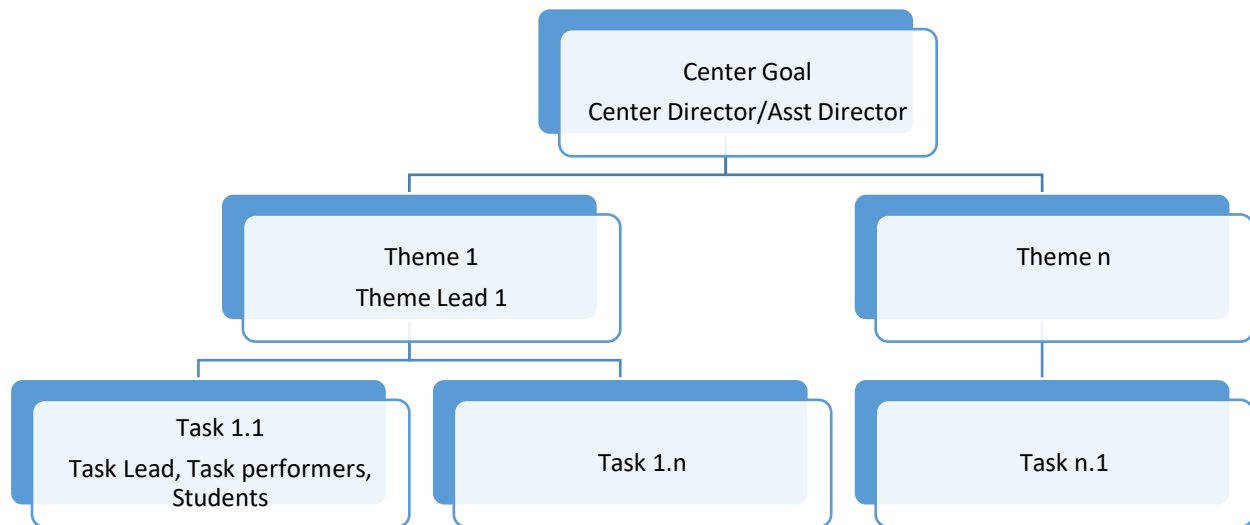 Center Goal
Center Director/Asst Director
Theme 1
Theme Lead 1
Theme n
Task 1.1
Task Lead, Task performers,
Students
Task 1.n
Task n.1